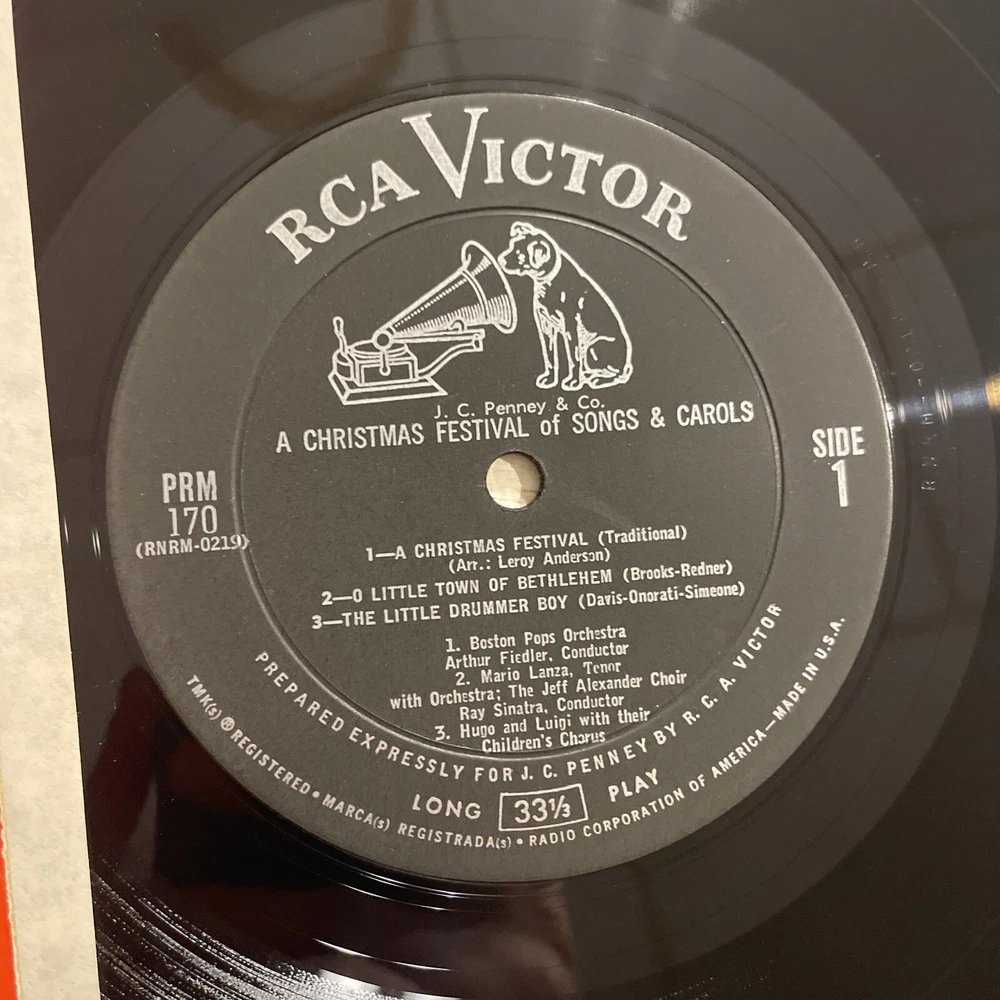 RCA VICTOR
J. C. Penney & Co.
A CHRISTMAS FESTIVAL of SONGS & CAROLS
SIDE
1
PRM
170
(RNRM-0219)
1—A CHRISTMAS FESTIVAL (Traditional)
(Arr.: Leroy Anderson)
2—O LITTLE TOWN OF BETHLEHEM (Brooks-Redner)
3—THE LITTLE DRUMMER BOY (Davis-Onorati-Simeone)
1. Boston Pops Orchestra
Arthur Fiedler, Conductor
2. Mario Lanza, Tenor
with Orchestra; The Jeff Alexander Choir
Ray Sinatra, Conductor
3. Hugo and Luigi with their
Children's Chorus
PREPARED EXPRESSLY FOR J. C. PENNEY BY R. C. A. VICTOR
LONG 33⅓ PLAY
TMK(s) ® REGISTERED • MARCA(s) REGISTRADA(s) • RADIO CORPORATION OF AMERICA—MADE IN U.S.A.